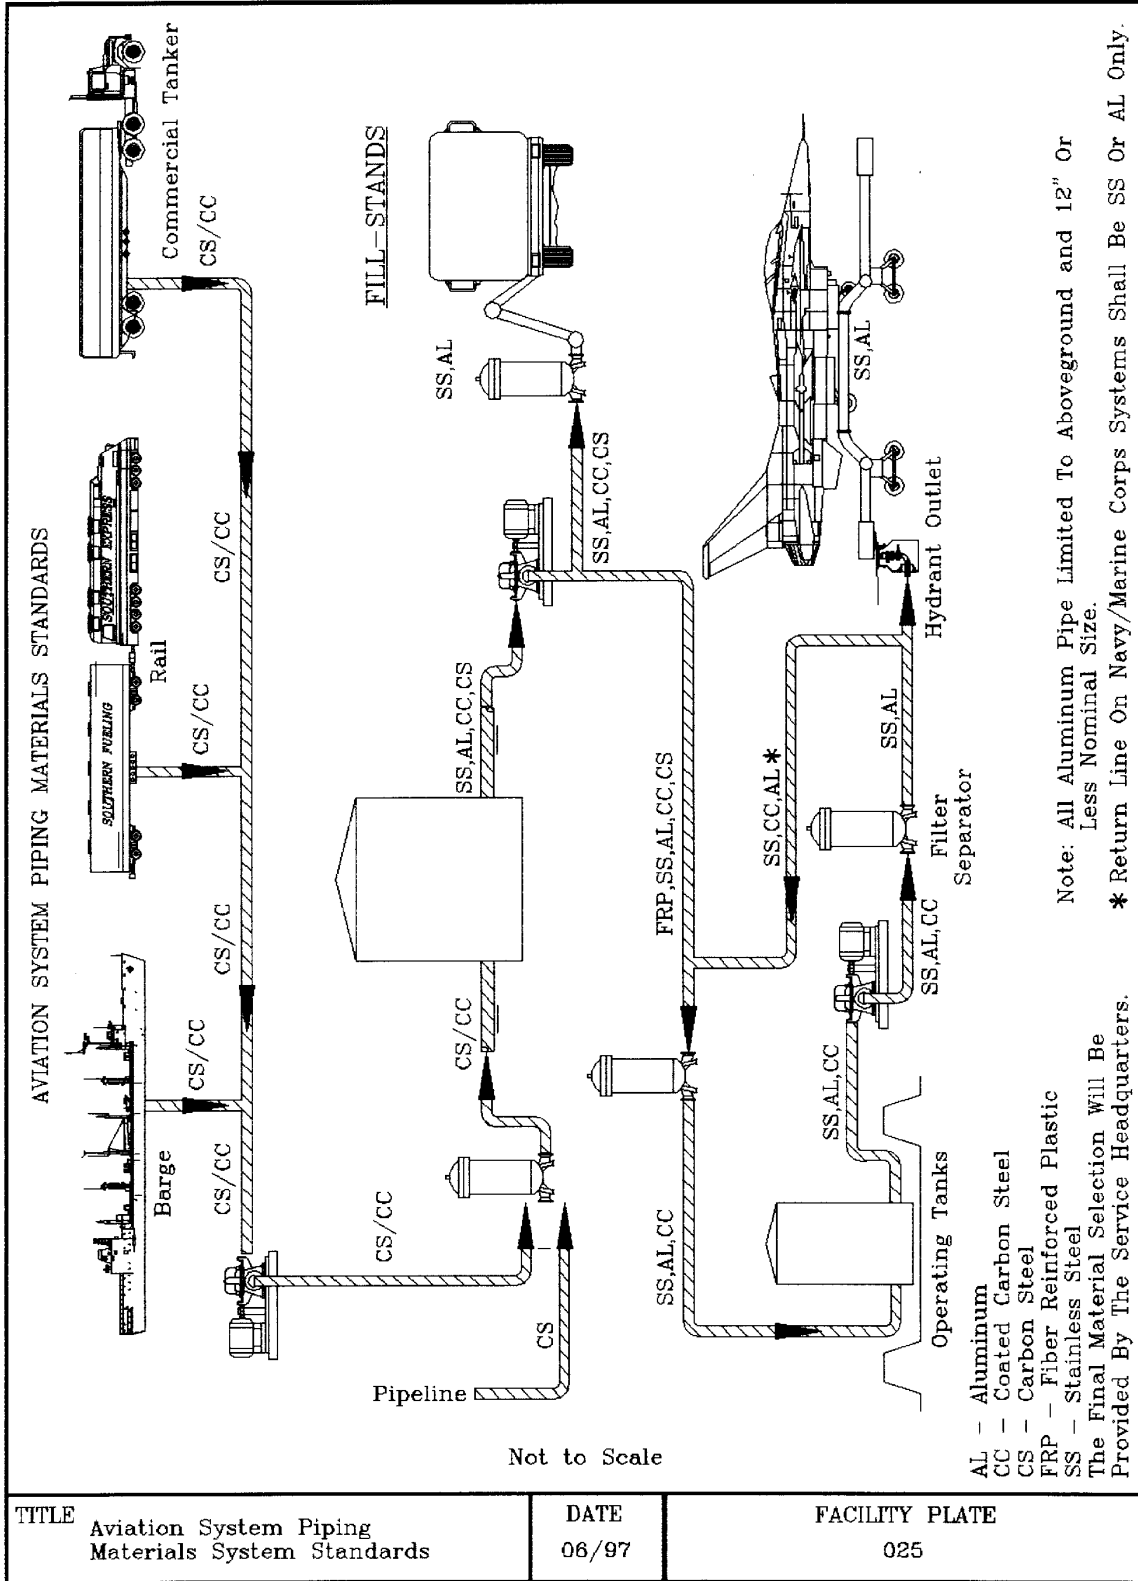 AVIATION SYSTEM PIPING MATERIALS STANDARDS
Barge
Rail
Commercial Tanker
SOUTHERN FUELING
SOUTHERN EXPRESS
CS/CC
CS/CC
CS/CC
CS/CC
CS/CC
CS/CC
CS/CC
CS/CC
CS/CC
Pipeline
CS
SS,AL,CC,CS
SS,AL,CC,CS
SS,AL
FILL-STANDS
FRP,SS,AL,CC,CS
SS,CC,AL*
SS,AL,CC
SS,AL,CC
SS,AL,CC
SS,AL
SS,AL
Operating Tanks
Filter
Separator
Hydrant Outlet
Not to Scale
AL - Aluminum
CC - Coated Carbon Steel
CS - Carbon Steel
FRP - Fiber Reinforced Plastic
SS - Stainless Steel
The Final Material Selection Will Be
Provided By The Service Headquarters.
Note: All Aluminum Pipe Limited To Aboveground and 12" Or
Less Nominal Size.
* Return Line On Navy/Marine Corps Systems Shall Be SS Or AL Only.
TITLE
Aviation System Piping
Materials System Standards
DATE
06/97
FACILITY PLATE
025